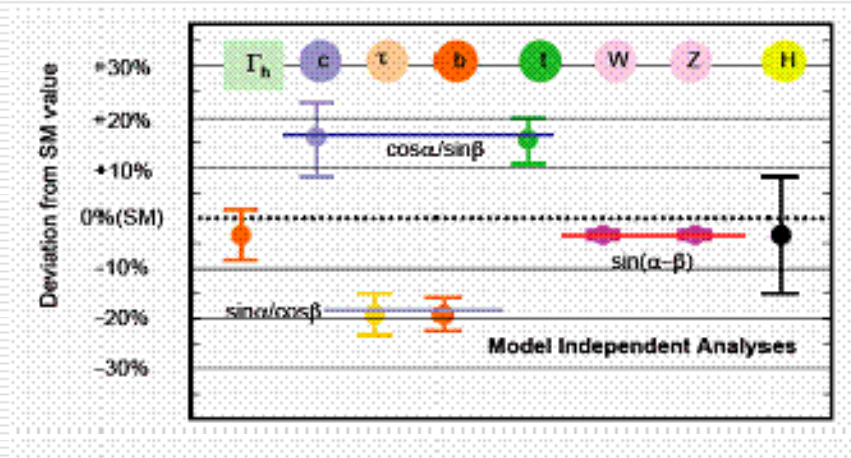 Deviation from SM value
+30%
+20%
+10%
0%(SM)
-10%
-20%
-30%
Γh c τ b t W Z H
cosα/sinβ
sin(α-β)
sinα/cosβ
Model Independent Analyses